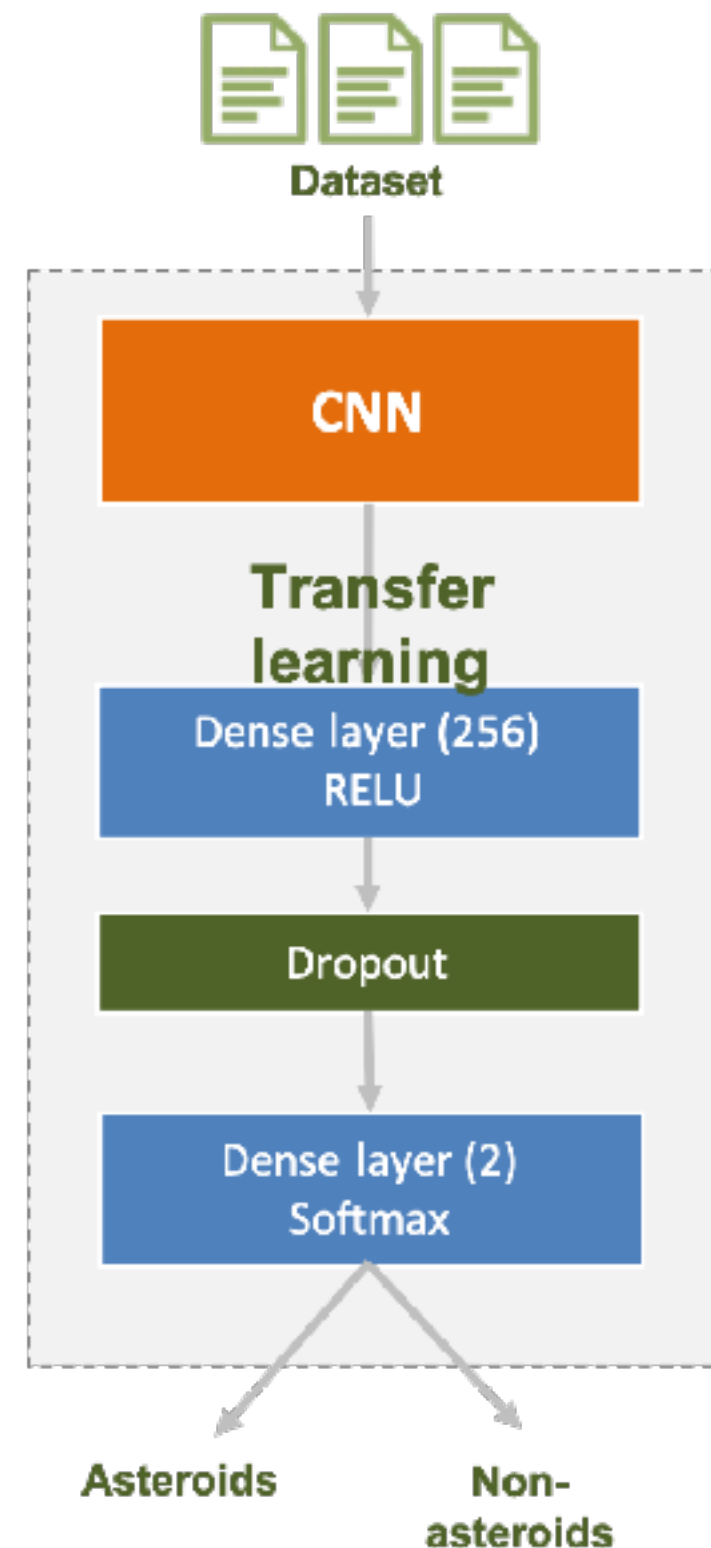 Dataset
CNN
Transfer
learning
Dense layer (256)
RELU
Dropout
Dense layer (2)
Softmax
Asteroids
Non-
asteroids